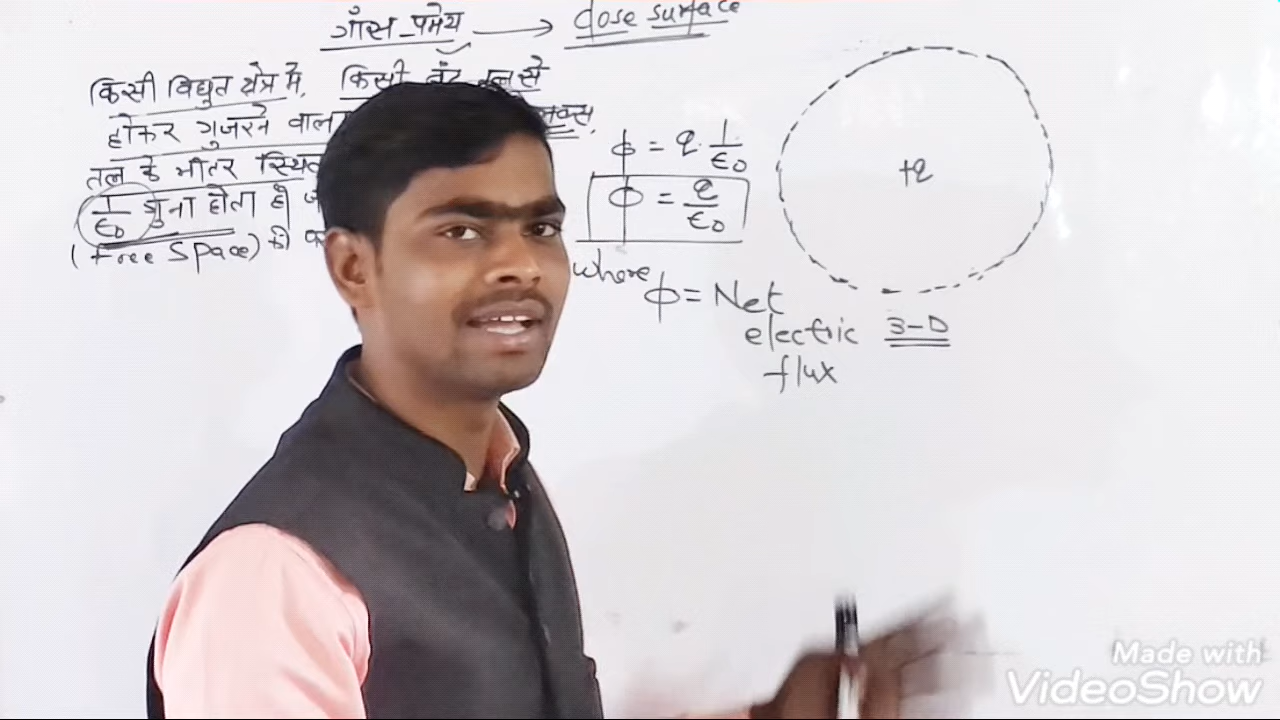 गॉस प्रमेय → close surface
किसी विद्युत क्षेत्र में, किसी बंद तल से
होकर गुजरने वाला
तल के भीतर स्थित
1/ϵ0 गुना होता है
(Free Space) की
ϕ = q·1/ϵ0
ϕ = q/ϵ0
where
ϕ = Net
electric
flux
+q
3-D
Made with
VideoShow